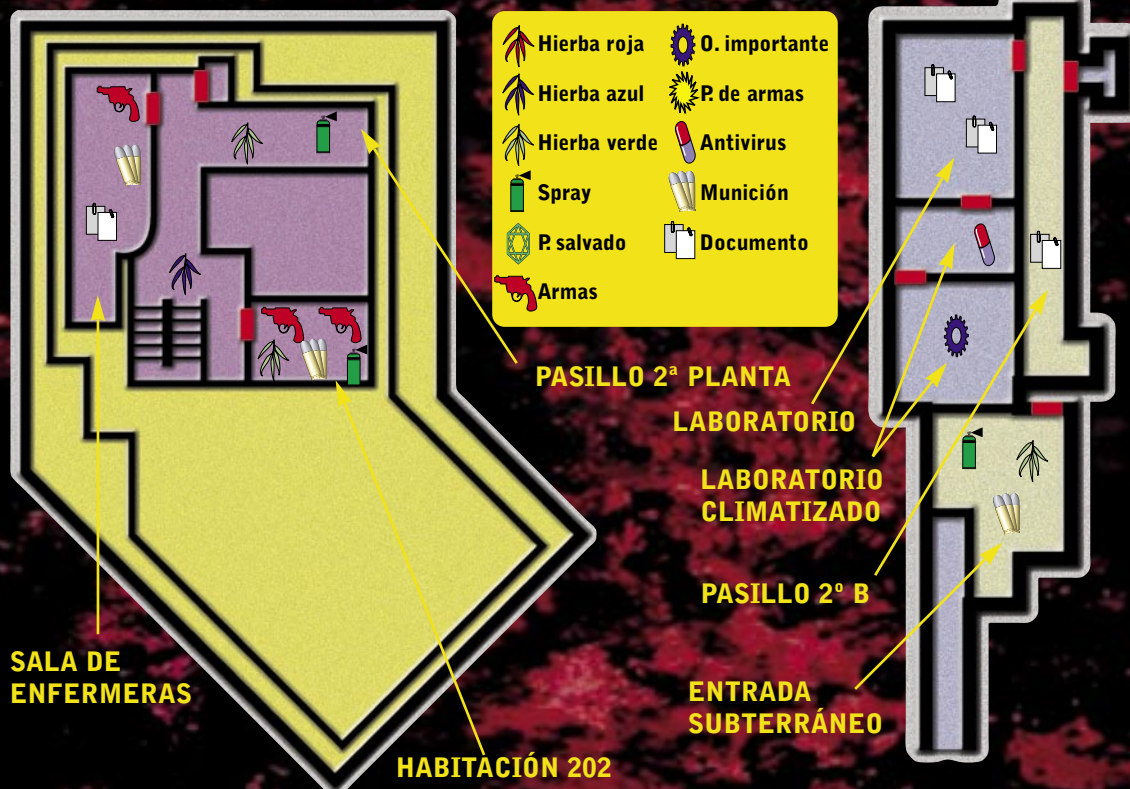 Hierba roja
Hierba azul
Hierba verde
Spray
P. salvado
Armas
O. importante
P. de armas
Antivirus
Munición
Documento
PASILLO 2ª PLANTA
LABORATORIO
LABORATORIO
CLIMATIZADO
PASILLO 2º B
ENTRADA
SUBTERRÁNEO
SALA DE
ENFERMERAS
HABITACIÓN 202